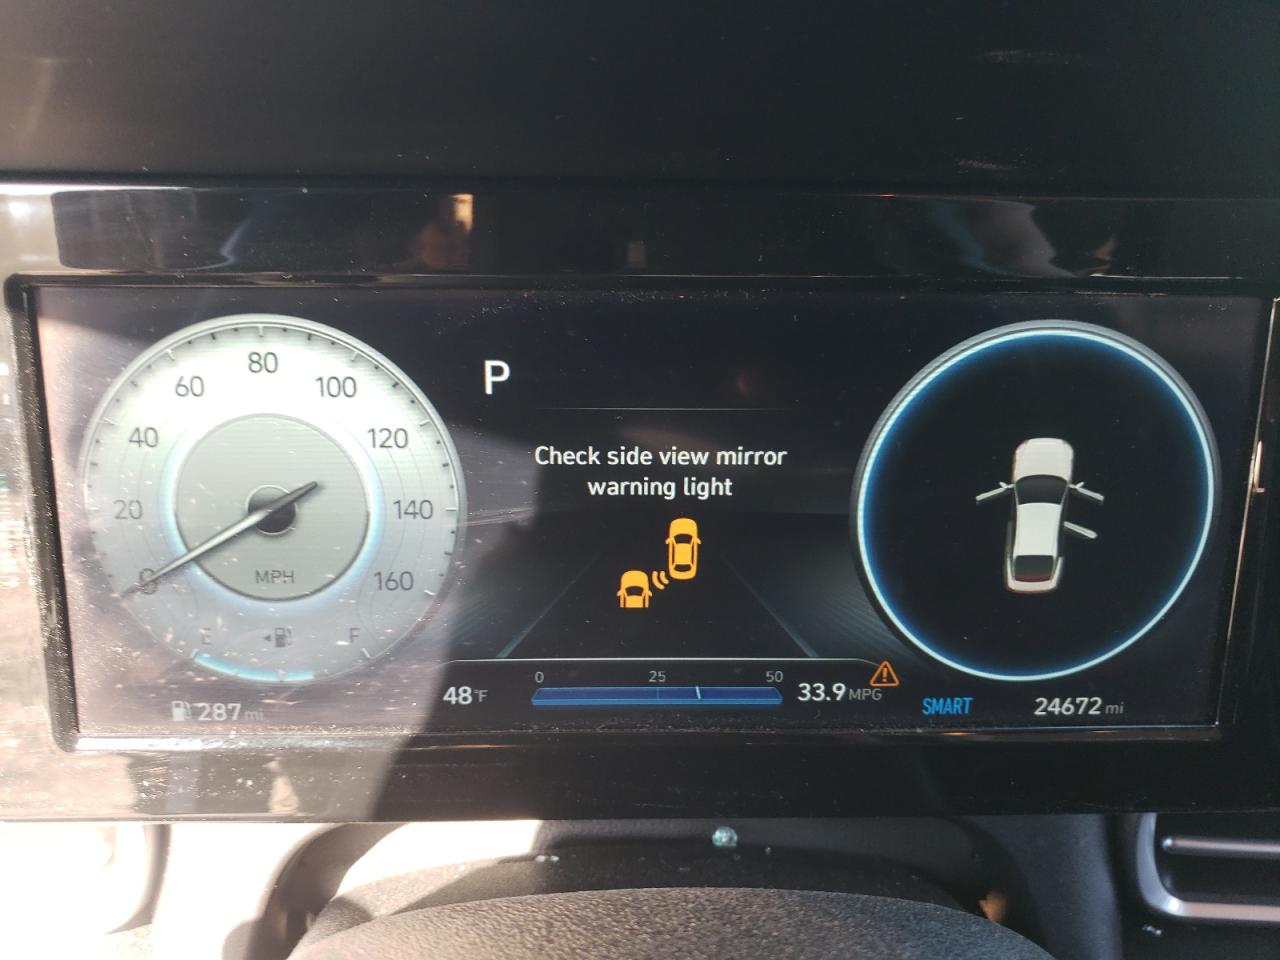 80
60 100
40 120
20 140
0 160
MPH
E F
287 mi
P
Check side view mirror
warning light
0 25 50
48°F
33.9 MPG
SMART
24672 mi